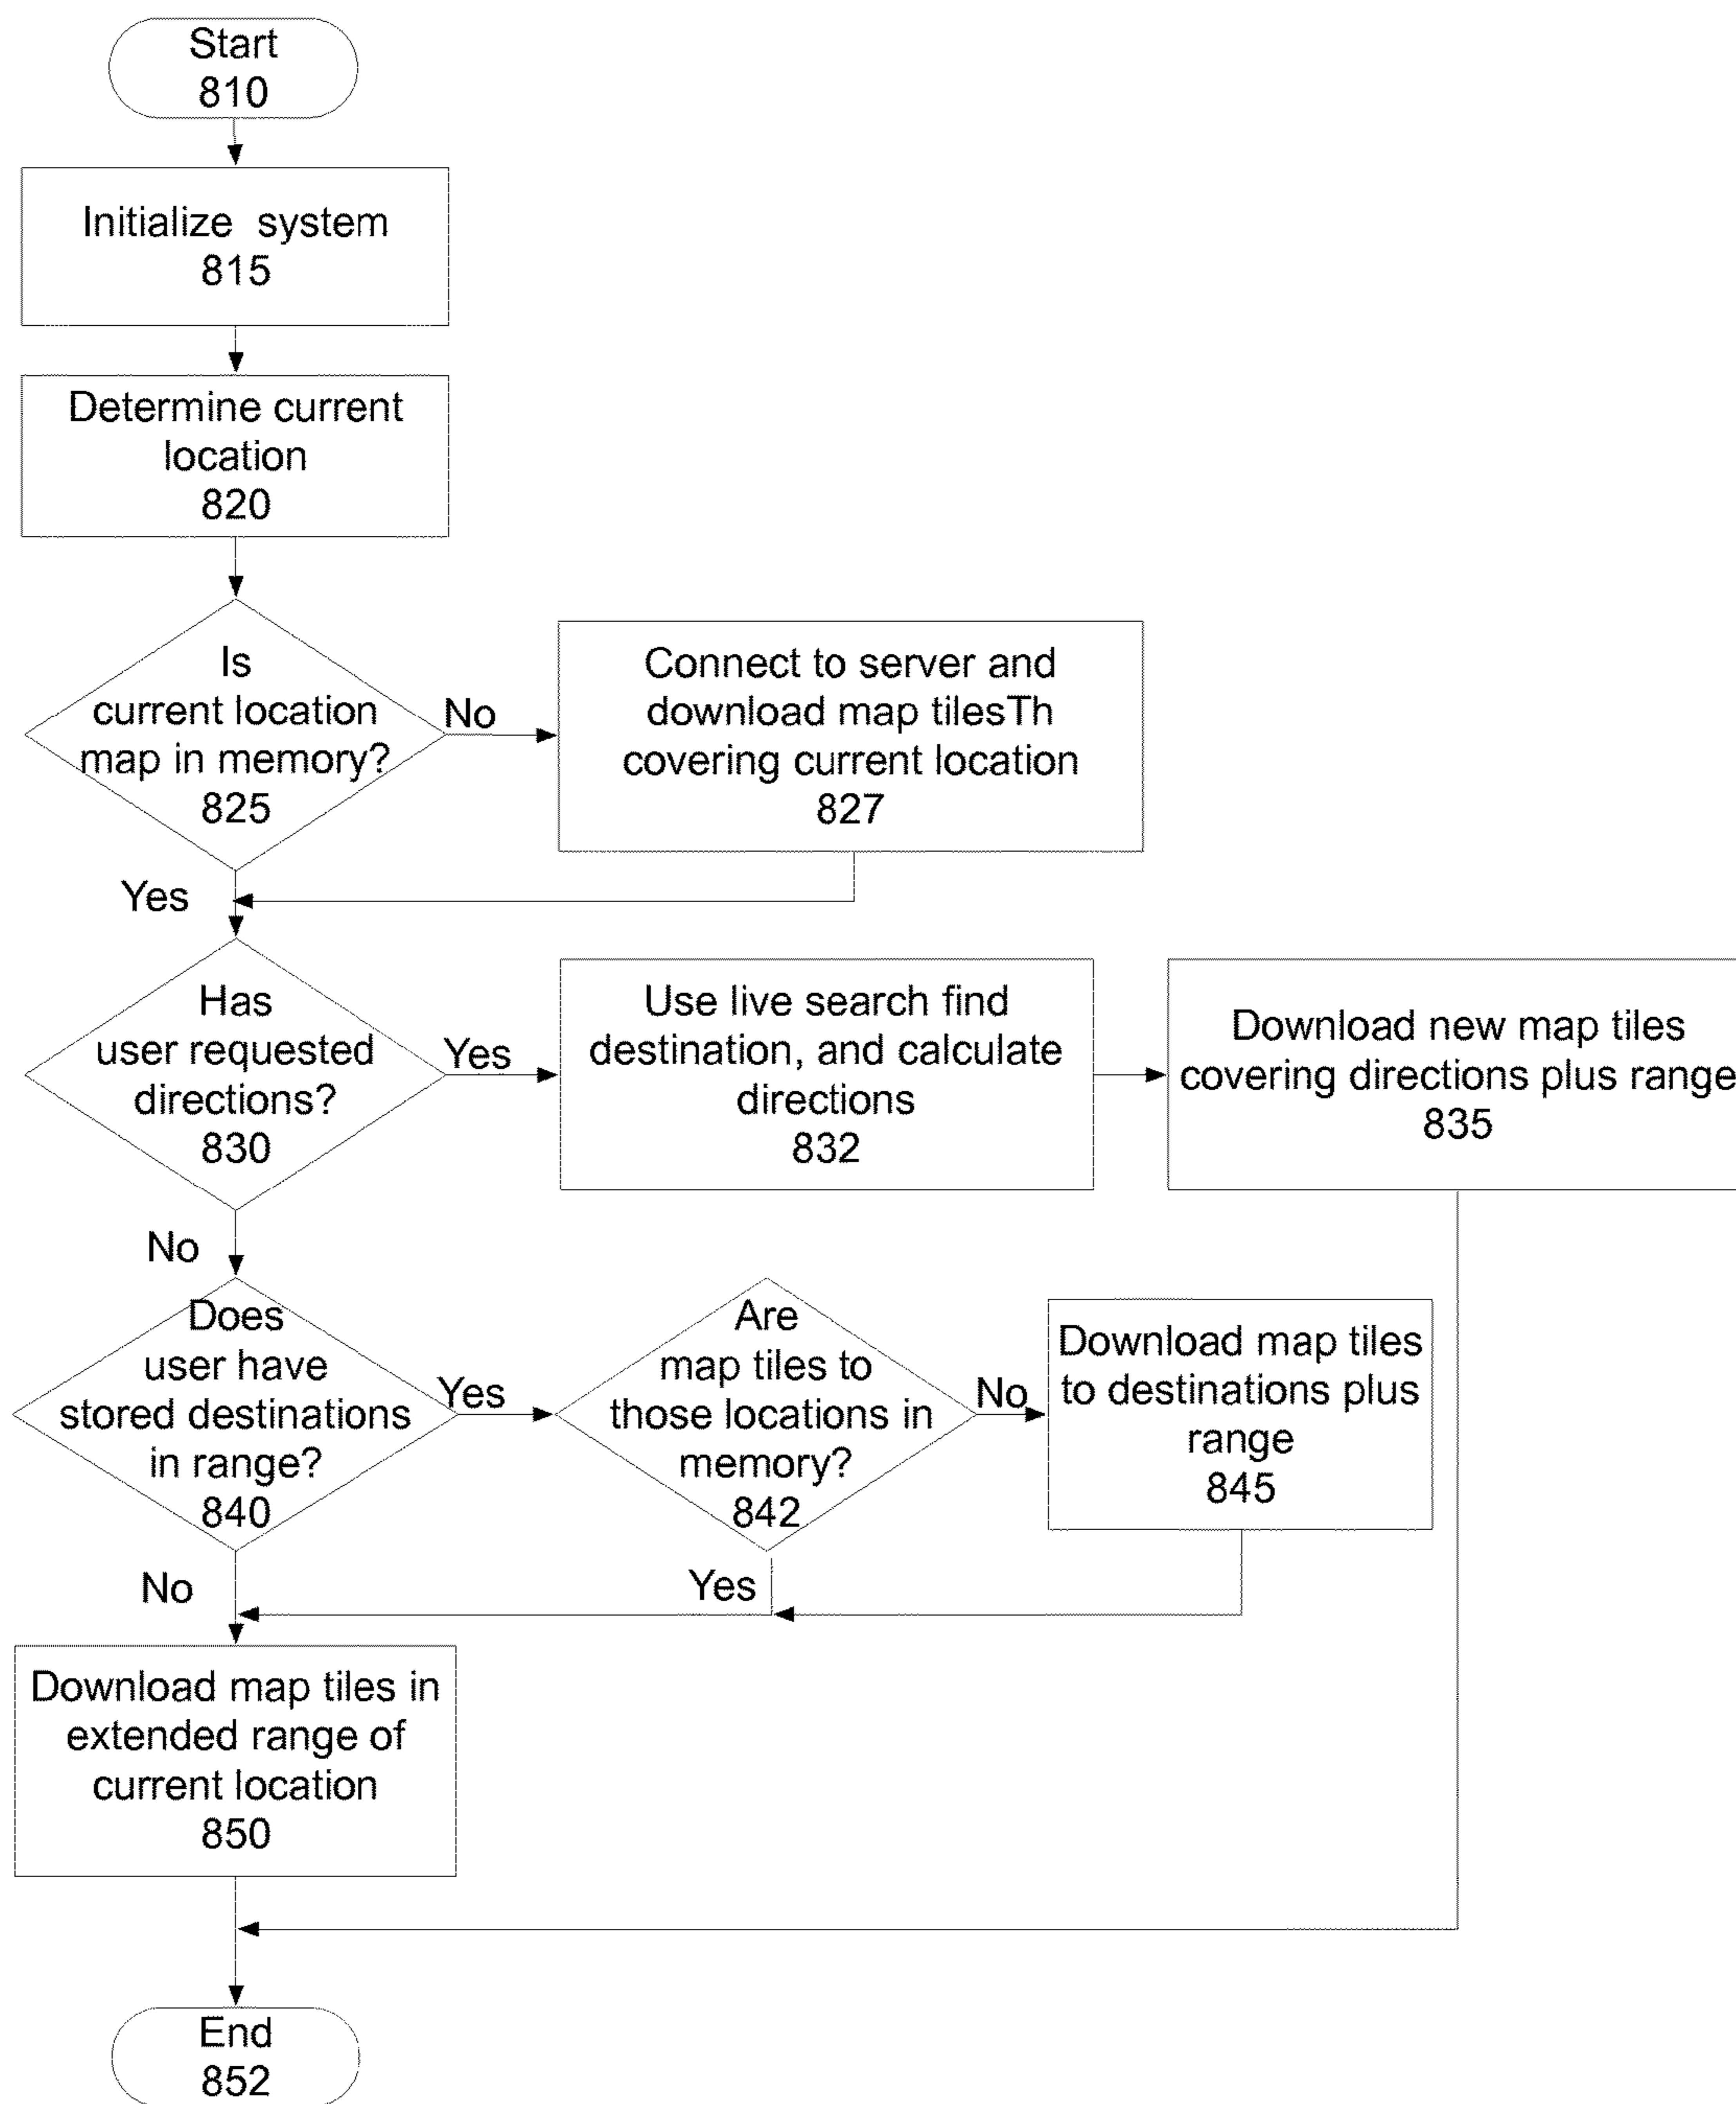 Start
810
Initialize system
815
Determine current
location
820
Is
current location
map in memory?
825
No
Connect to server and
download map tilesTh
covering current location
827
Yes
Has
user requested
directions?
830
Yes
Use live search find
destination, and calculate
directions
832
Download new map tiles
covering directions plus range
835
No
Does
user have
stored destinations
in range?
840
Yes
Are
map tiles to
those locations in
memory?
842
No
Download map tiles
to destinations plus
range
845
No
Yes
Download map tiles in
extended range of
current location
850
End
852